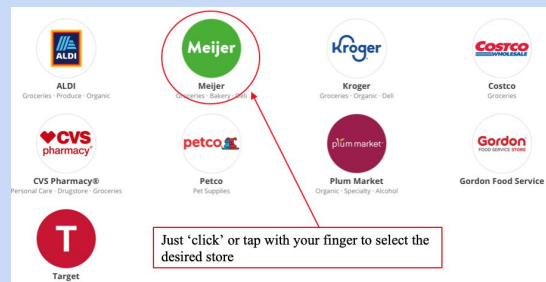 ALDI
Meijer
Kroger
COSTCO
WHOLESALE
ALDI
Meijer
Kroger
Costco
Groceries · Produce · Organic
Groceries · Bakery · Deli
Groceries · Organic · Deli
Groceries
CVS
pharmacy
petco
plum market
Gordon
FOOD SERVICE STORE
CVS Pharmacy®
Petco
Plum Market
Gordon Food Service
Personal Care · Drugstore · Groceries
Pet Supplies
Organic · Specialty · Alcohol
Just ‘click’ or tap with your finger to select the
desired store
T
Target